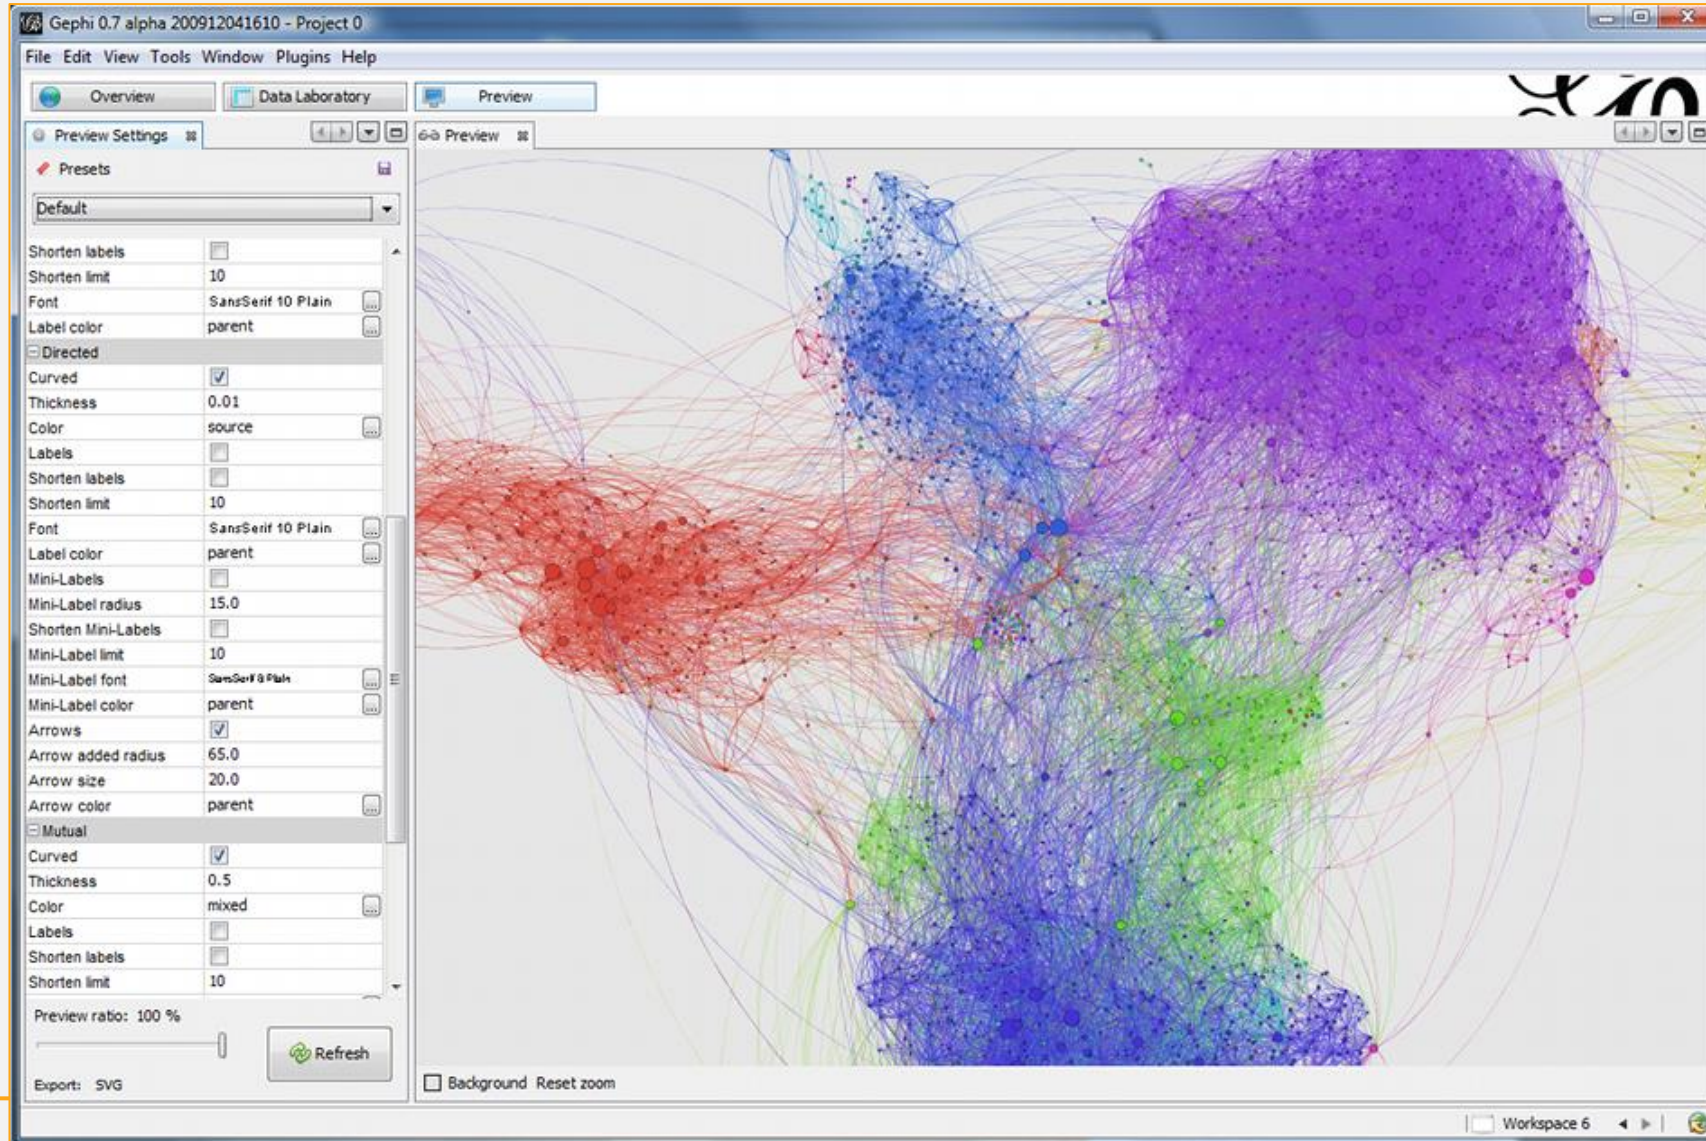 Gephi 0.7 alpha 200912041610 - Project 0
File Edit View Tools Window Plugins Help
Overview Data Laboratory Preview
Preview Settings Preview
Presets
Default
Shorten labels
Shorten limit 10
Font SansSerif 10 Plain ...
Label color parent ...
Directed
Curved
Thickness 0.01
Color source ...
Labels
Shorten labels
Shorten limit 10
Font SansSerif 10 Plain ...
Label color parent ...
Mini-Labels
Mini-Label radius 15.0
Shorten Mini-Labels
Mini-Label limit 10
Mini-Label font SansSerif 8 Plain ...
Mini-Label color parent ...
Arrows
Arrow added radius 65.0
Arrow size 20.0
Arrow color parent ...
Mutual
Curved
Thickness 0.5
Color mixed ...
Labels
Shorten labels
Shorten limit 10
Preview ratio: 100 %
Refresh
Export: SVG
Background Reset zoom
Workspace 6